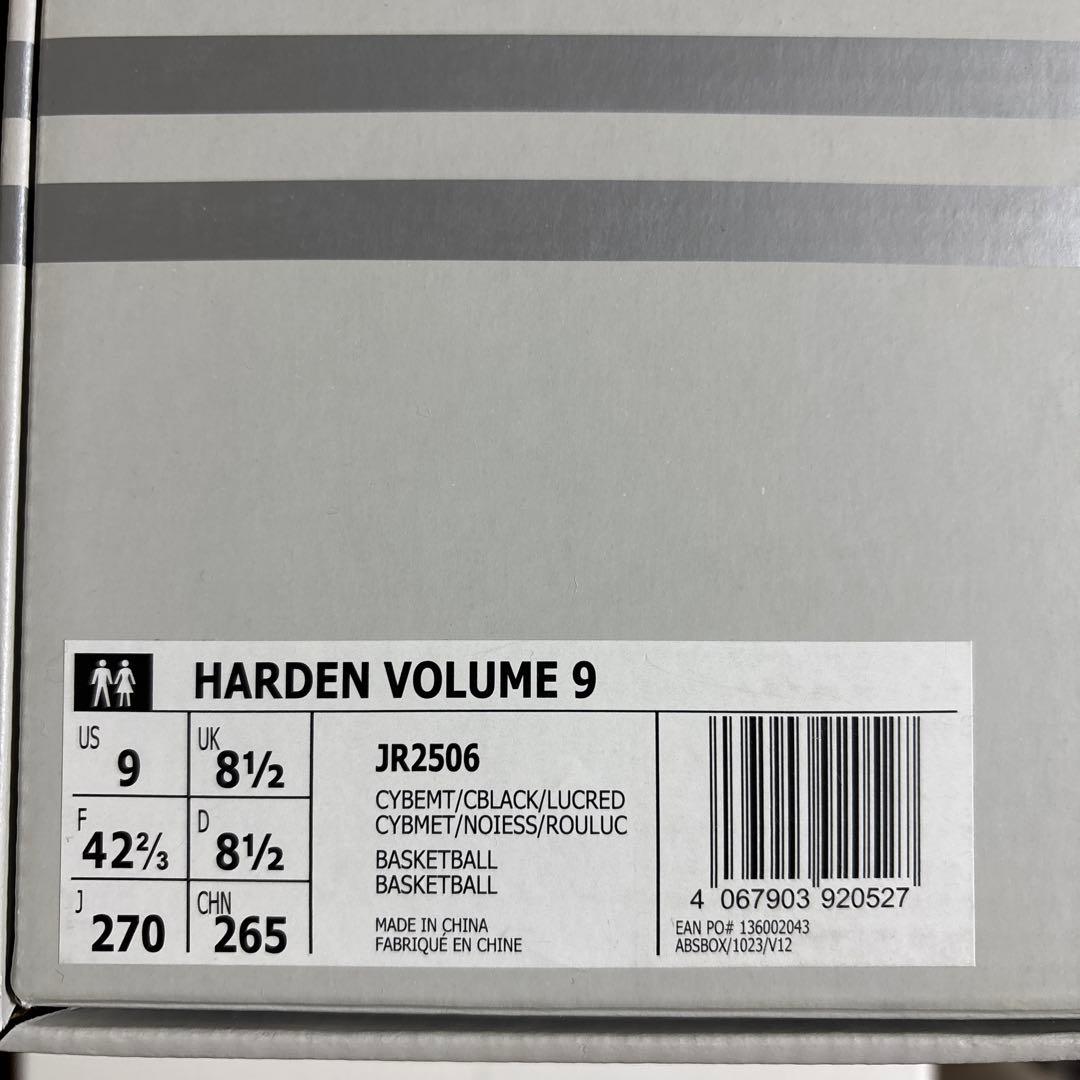 HARDEN VOLUME 9
US 9
UK 8½
F 42⅔
D 8½
J 270
CHN 265
JR2506
CYBEMT/CBLACK/LUCRED
CYBMET/NOIESS/ROULUC
BASKETBALL
BASKETBALL
MADE IN CHINA
FABRIQUÉ EN CHINE
4 067903 920527
EAN PO# 136002043
ABSBOX/1023/V12